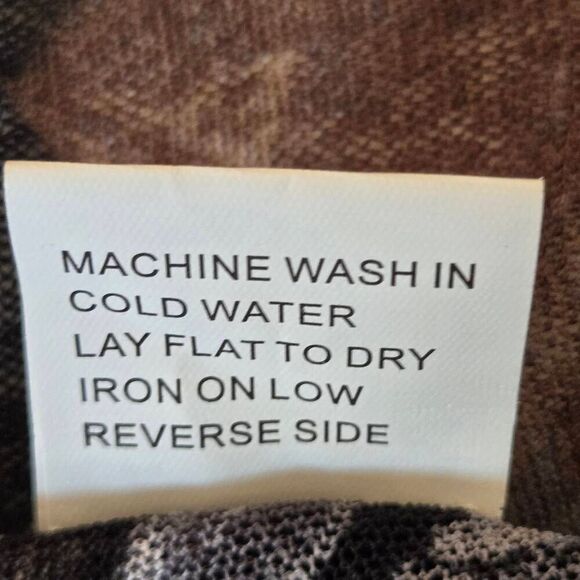 MACHINE WASH IN
COLD WATER
LAY FLAT TO DRY
IRON ON LOW
REVERSE SIDE